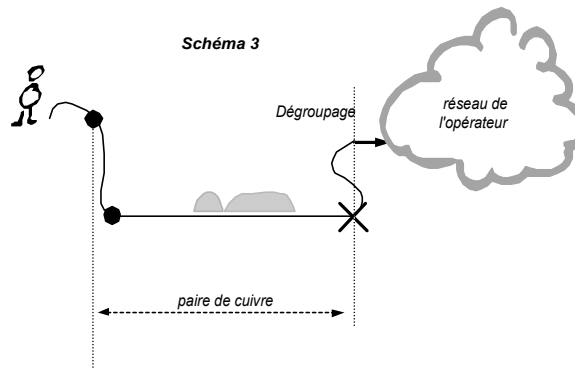 Schéma 3
Dégroupage
réseau de
l'opérateur
paire de cuivre